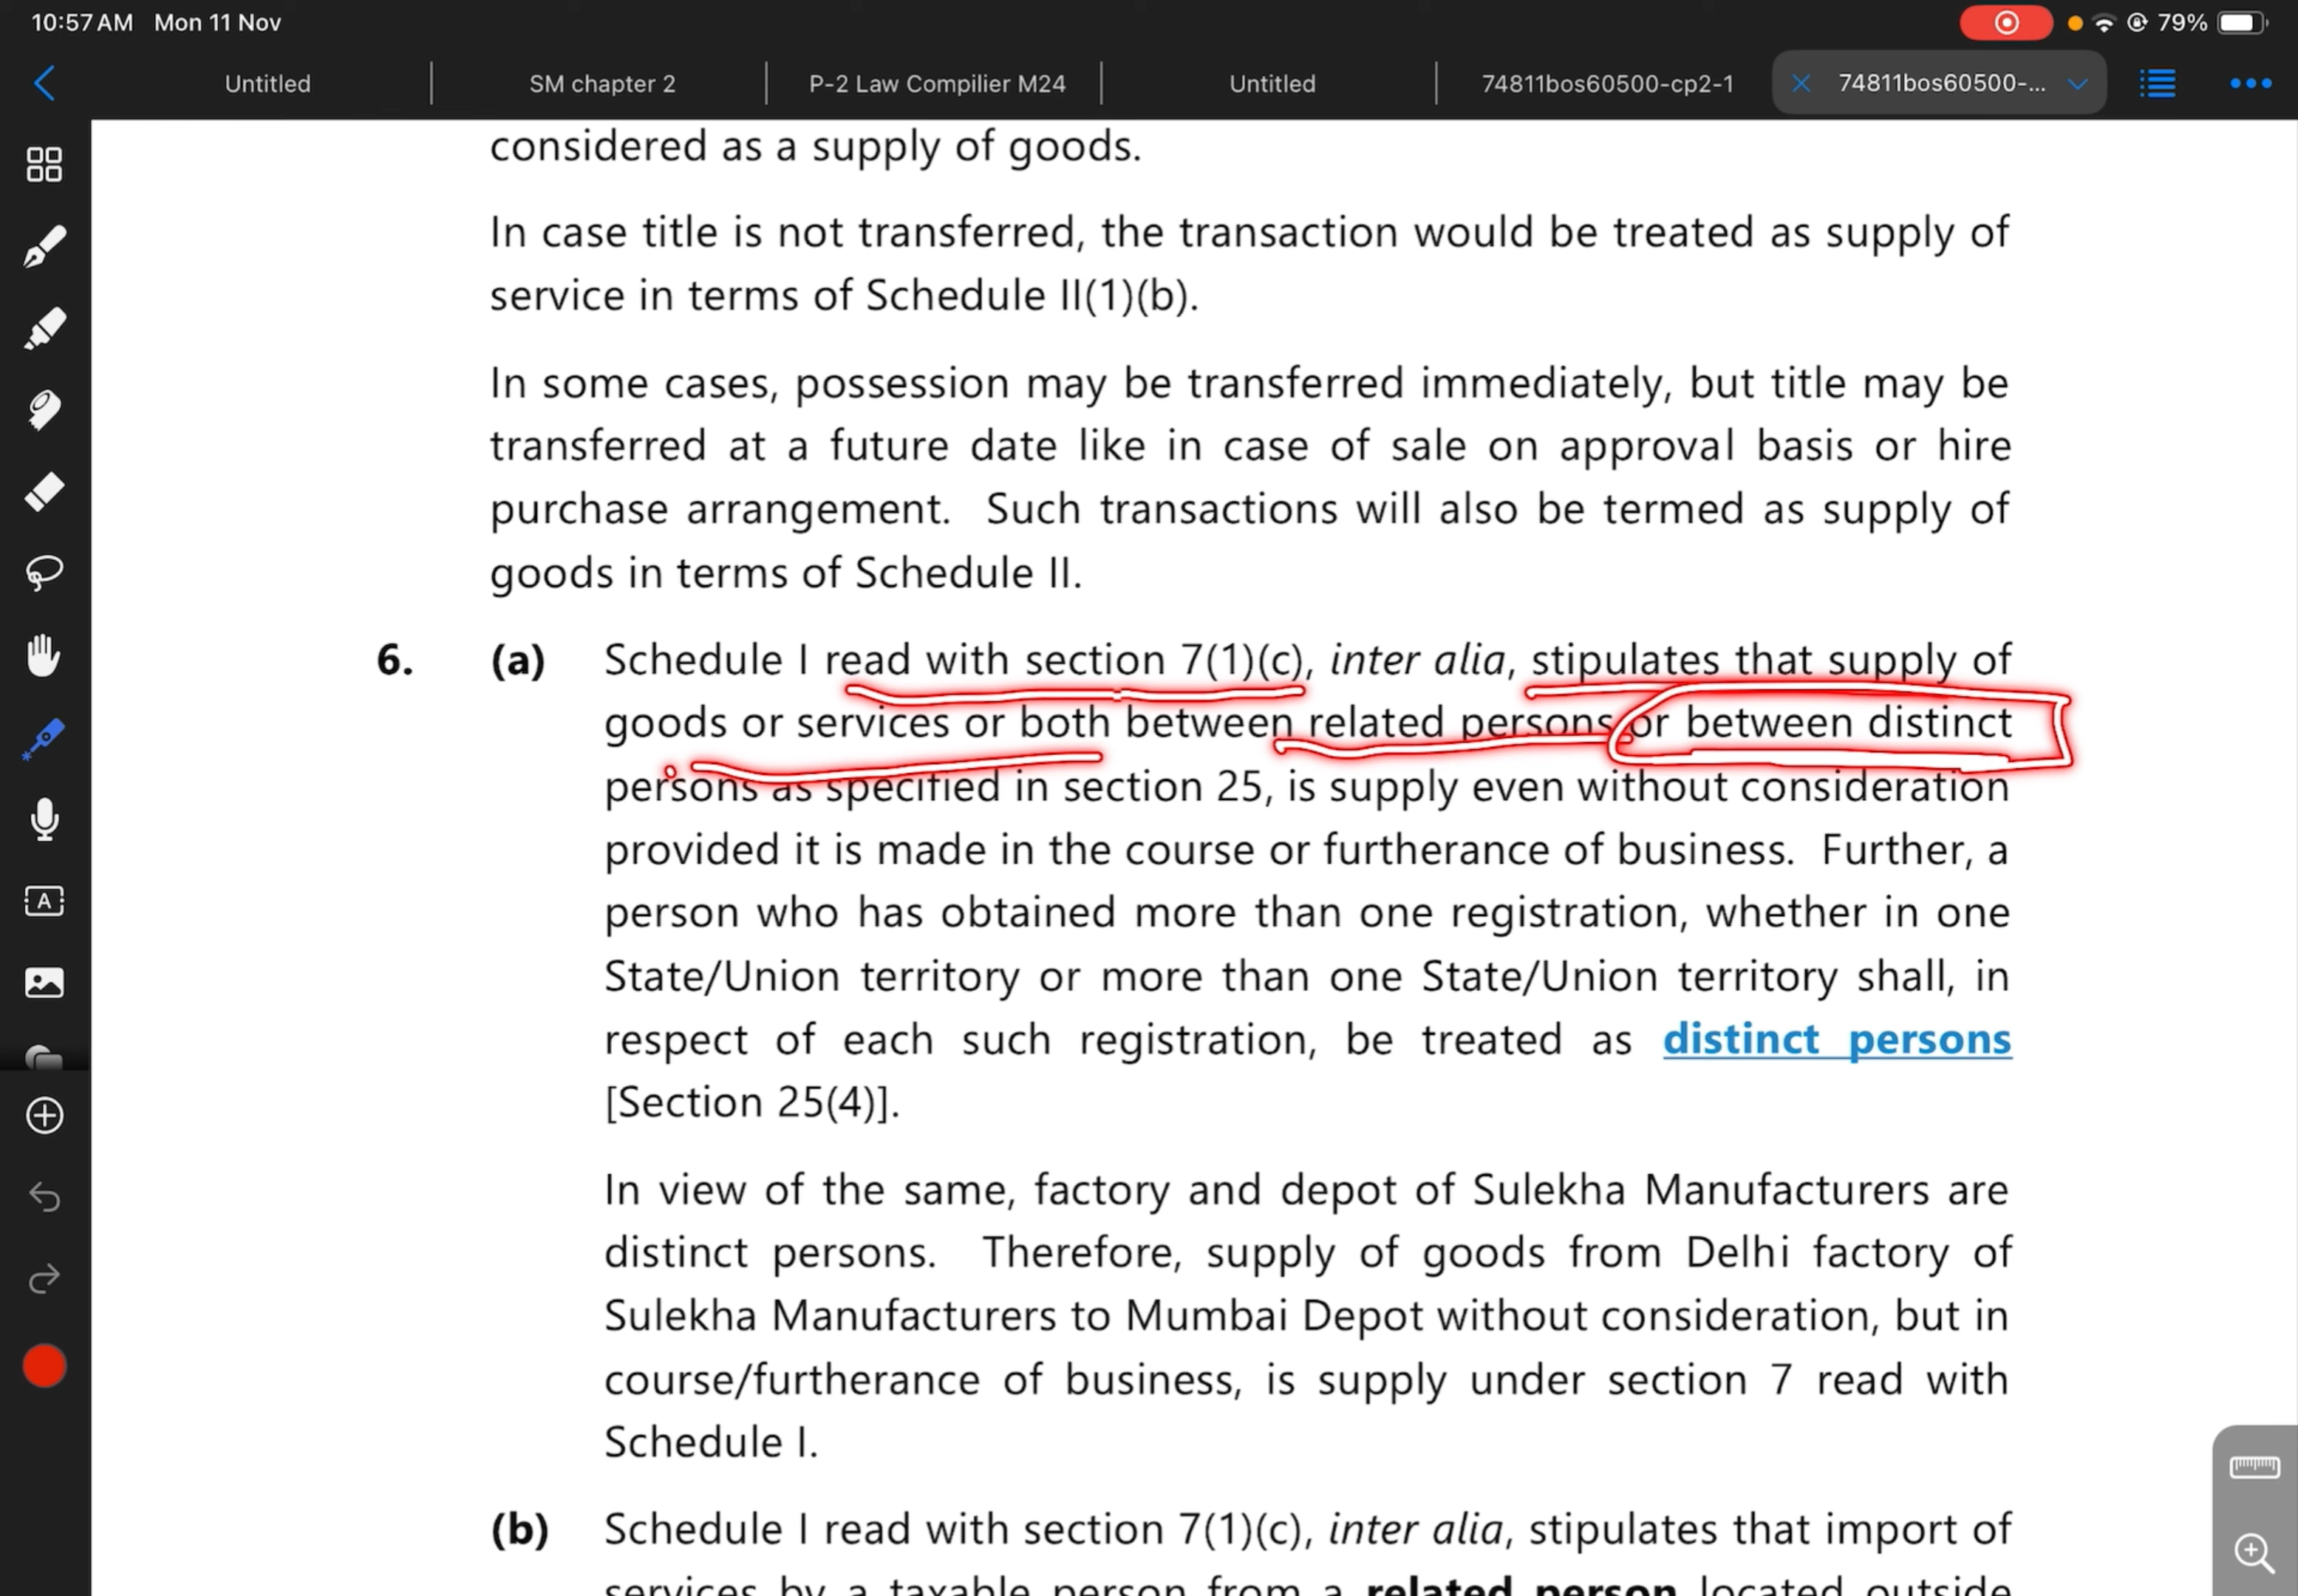 10:57 AM Mon 11 Nov
79%
Untitled
SM chapter 2
P-2 Law Compilier M24
Untitled
74811bos60500-cp2-1
74811bos60500-...
considered as a supply of goods.
In case title is not transferred, the transaction would be treated as supply of
service in terms of Schedule II(1)(b).
In some cases, possession may be transferred immediately, but title may be
transferred at a future date like in case of sale on approval basis or hire
purchase arrangement. Such transactions will also be termed as supply of
goods in terms of Schedule II.
6. (a) Schedule I read with section 7(1)(c), inter alia, stipulates that supply of
goods or services or both between related persons or between distinct
persons as specified in section 25, is supply even without consideration
provided it is made in the course or furtherance of business. Further, a
person who has obtained more than one registration, whether in one
State/Union territory or more than one State/Union territory shall, in
respect of each such registration, be treated as distinct persons
[Section 25(4)].
In view of the same, factory and depot of Sulekha Manufacturers are
distinct persons. Therefore, supply of goods from Delhi factory of
Sulekha Manufacturers to Mumbai Depot without consideration, but in
course/furtherance of business, is supply under section 7 read with
Schedule I.
(b) Schedule I read with section 7(1)(c), inter alia, stipulates that import of
services by a taxable person from a related person located outside